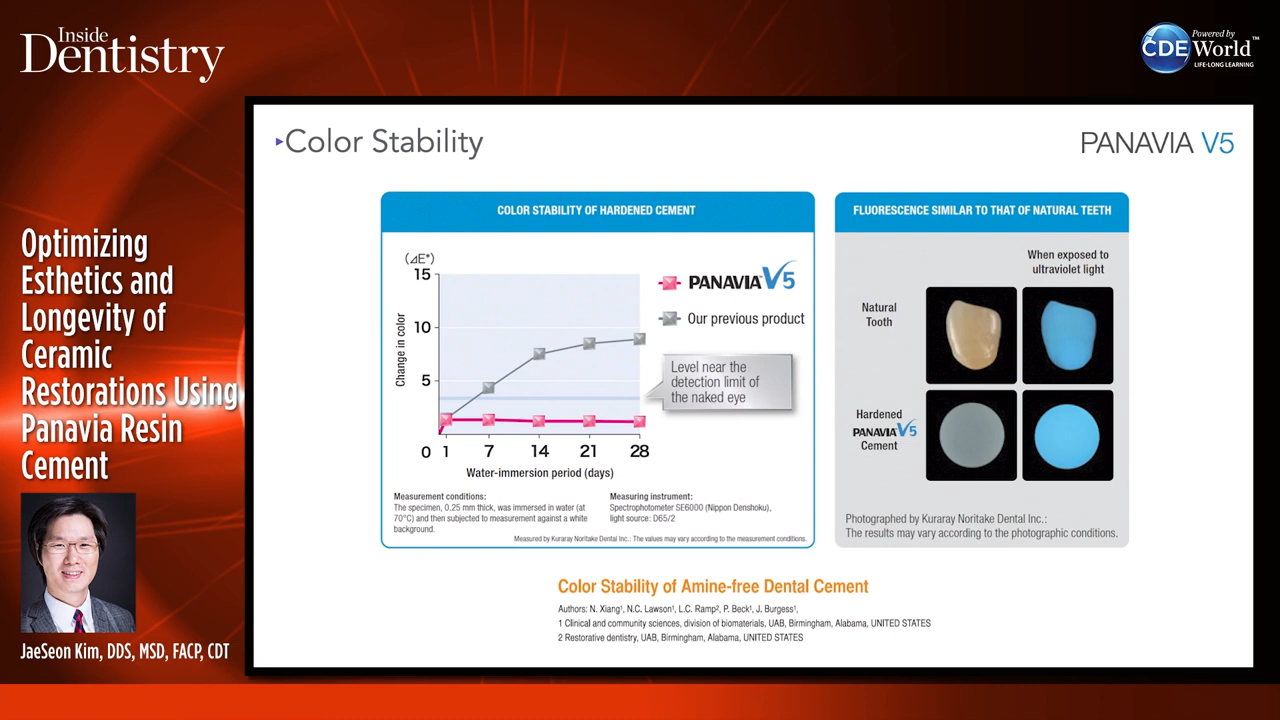 Inside
Dentistry
Powered by
CDEWorld™
LIFE-LONG LEARNING
Optimizing
Esthetics and
Longevity of
Ceramic
Restorations Using
Panavia Resin
Cement
JaeSeon Kim, DDS, MSD, FACP, CDT
▸Color Stability
PANAVIA V5
COLOR STABILITY OF HARDENED CEMENT
(⊿E*)
15
10
5
0 1 7 14 21 28
Change in color
Water-immersion period (days)
PANAVIA™ V5
Our previous product
Level near the
detection limit of
the naked eye
Measurement conditions:
The specimen, 0.25 mm thick, was immersed in water (at
70°C) and then subjected to measurement against a white
background.
Measuring instrument:
Spectrophotometer SE6000 (Nippon Denshoku),
light source: D65/2
Measured by Kuraray Noritake Dental Inc.: The values may vary according to the measurement conditions.
FLUORESCENCE SIMILAR TO THAT OF NATURAL TEETH
When exposed to
ultraviolet light
Natural
Tooth
Hardened
PANAVIA V5
Cement
Photographed by Kuraray Noritake Dental Inc.:
The results may vary according to the photographic conditions.
Color Stability of Amine-free Dental Cement
Authors: N. Xiang¹, N.C. Lawson¹, L.C. Ramp², P. Beck¹, J. Burgess¹,
1 Clinical and community sciences, division of biomaterials, UAB, Birmingham, Alabama, UNITED STATES
2 Restorative dentistry, UAB, Birmingham, Alabama, UNITED STATES